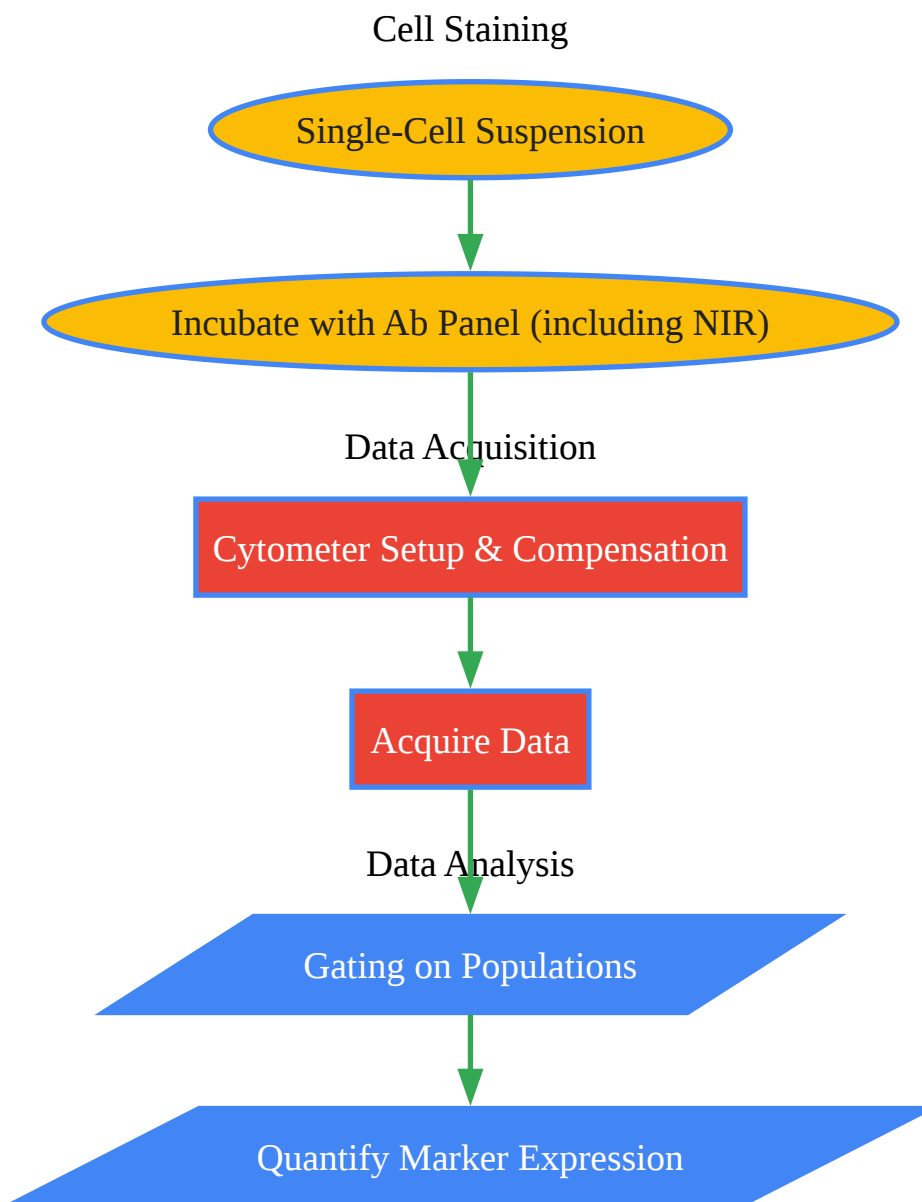 Cell Staining
Single-Cell Suspension
Incubate with Ab Panel (including NIR)
Data Acquisition
Cytometer Setup & Compensation
Acquire Data
Data Analysis
Gating on Populations
Quantify Marker Expression